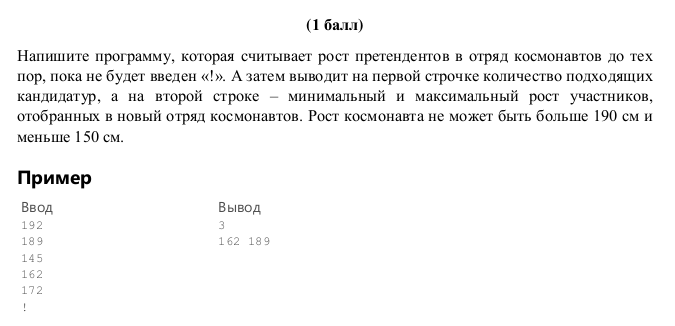 (1 балл)
Напишите программу, которая считывает рост претендентов в отряд космонавтов до тех
пор, пока не будет введен «!». А затем выводит на первой строчке количество подходящих
кандидатур, а на второй строке – минимальный и максимальный рост участников,
отобранных в новый отряд космонавтов. Рост космонавта не может быть больше 190 см и
меньше 150 см.
Пример
Ввод Вывод
192 3
189 162 189
145
162
172
!